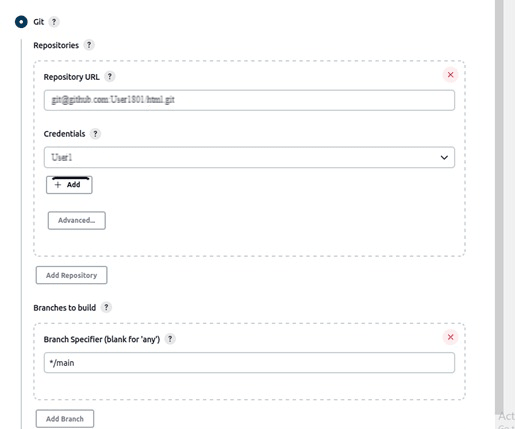 Git ?
Repositories ?
Repository URL ?
git@github.com/User1801/html.git
Credentials ?
User1
+ Add
Advanced...
Add Repository
Branches to build ?
Branch Specifier (blank for 'any') ?
*/main
Add Branch
Act